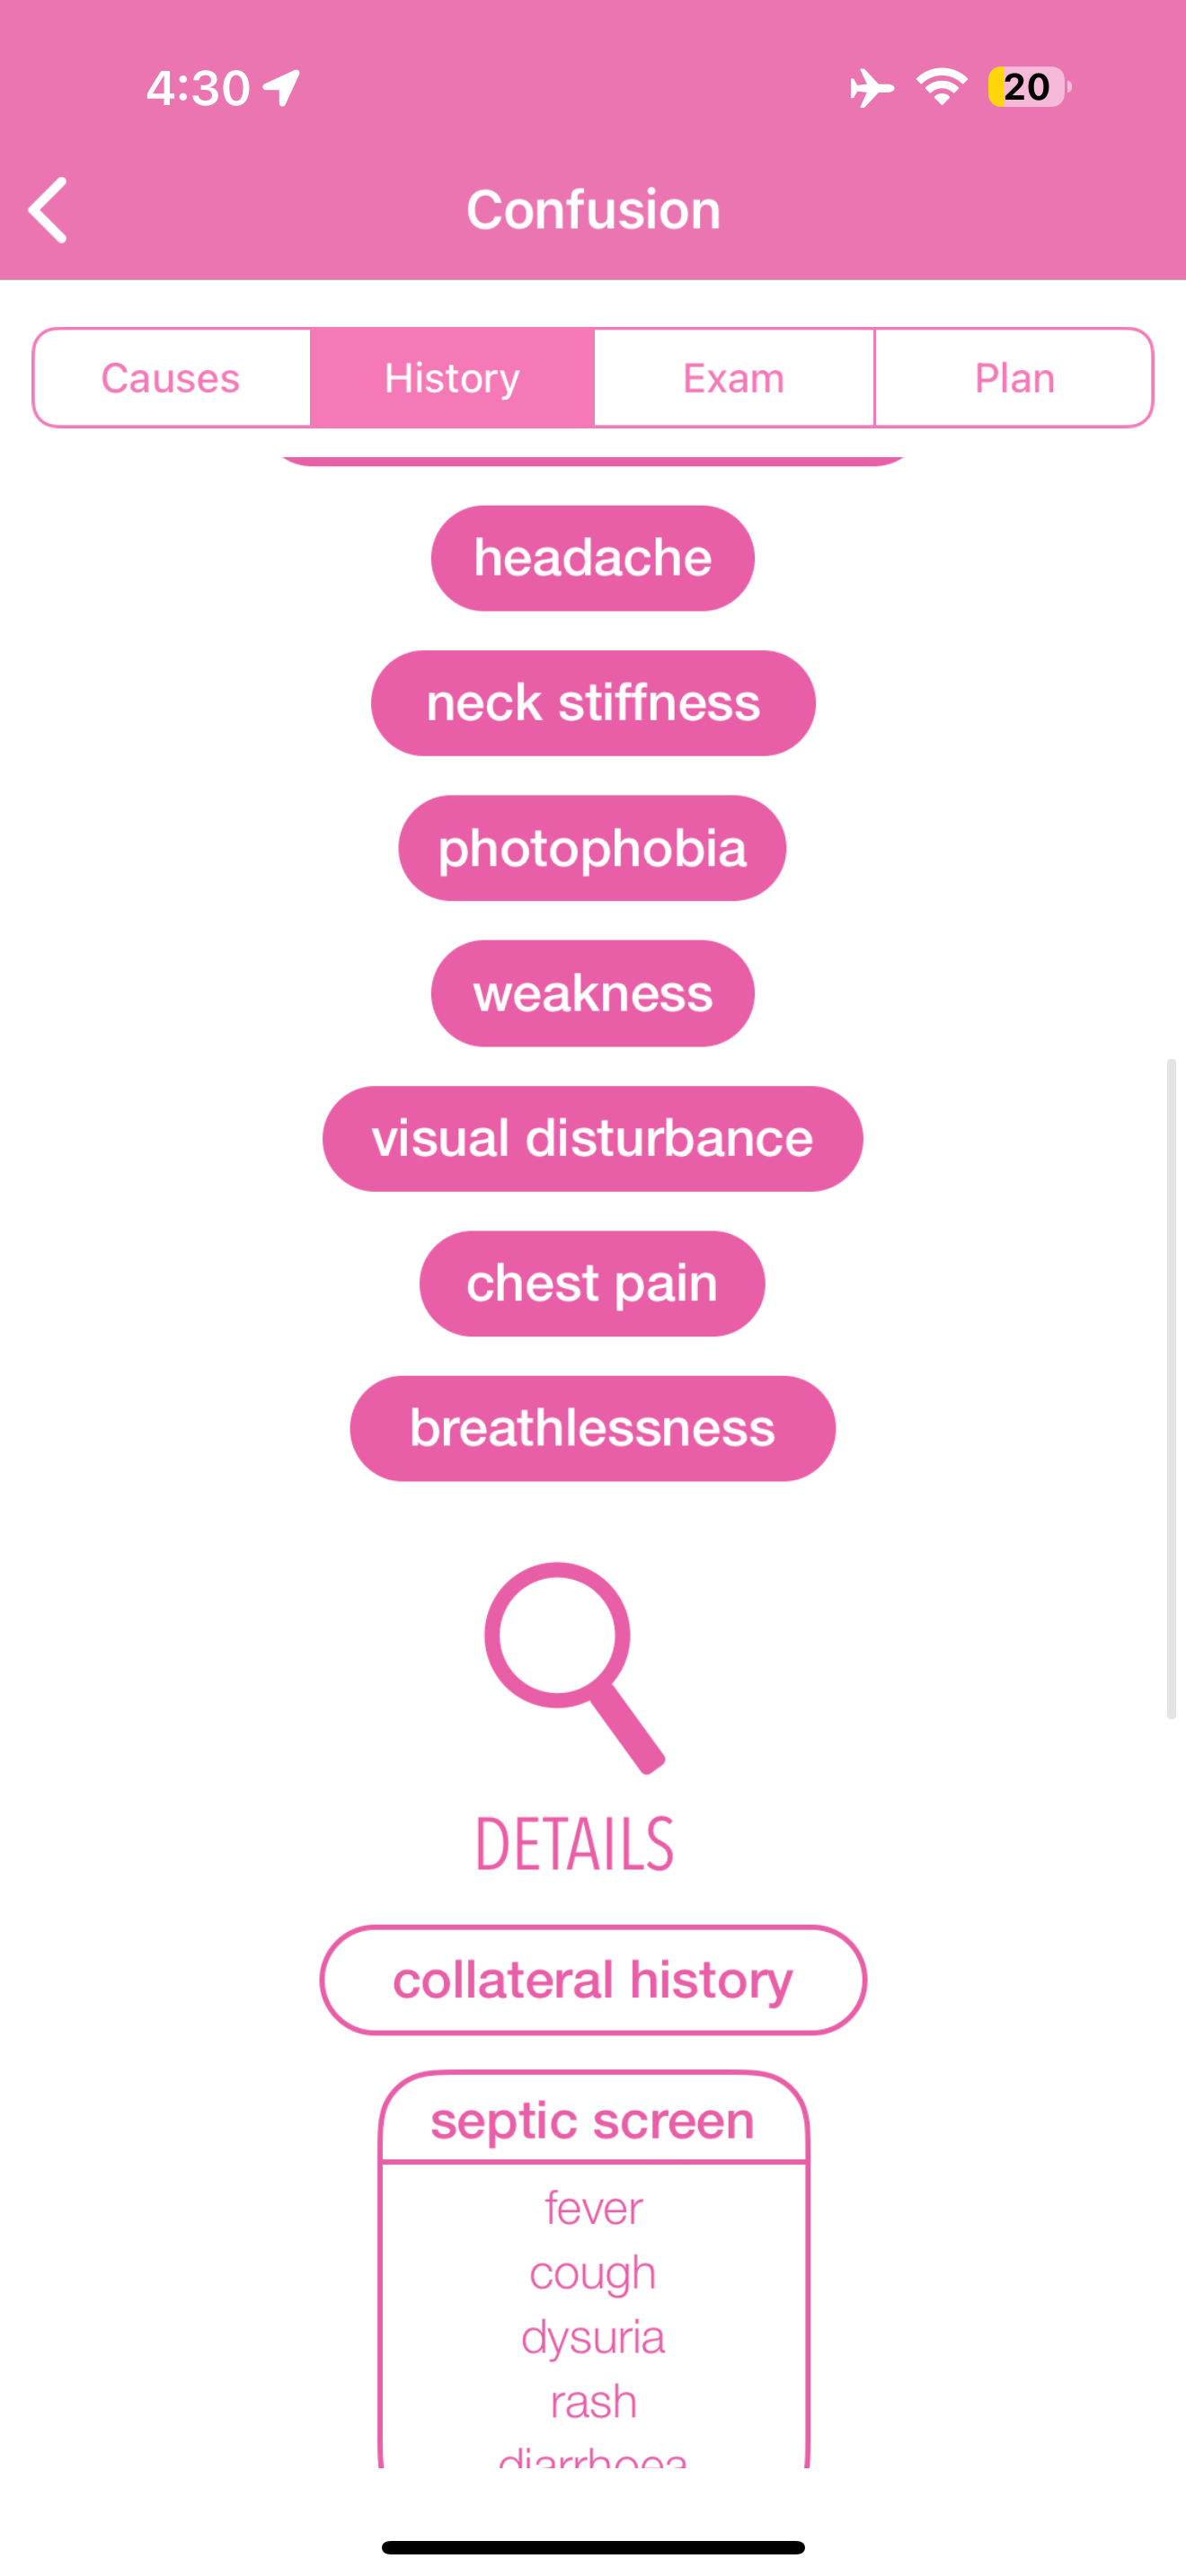 4:30
20
Confusion
Causes
History
Exam
Plan
headache
neck stiffness
photophobia
weakness
visual disturbance
chest pain
breathlessness
DETAILS
collateral history
septic screen
fever
cough
dysuria
rash
diarrhoea